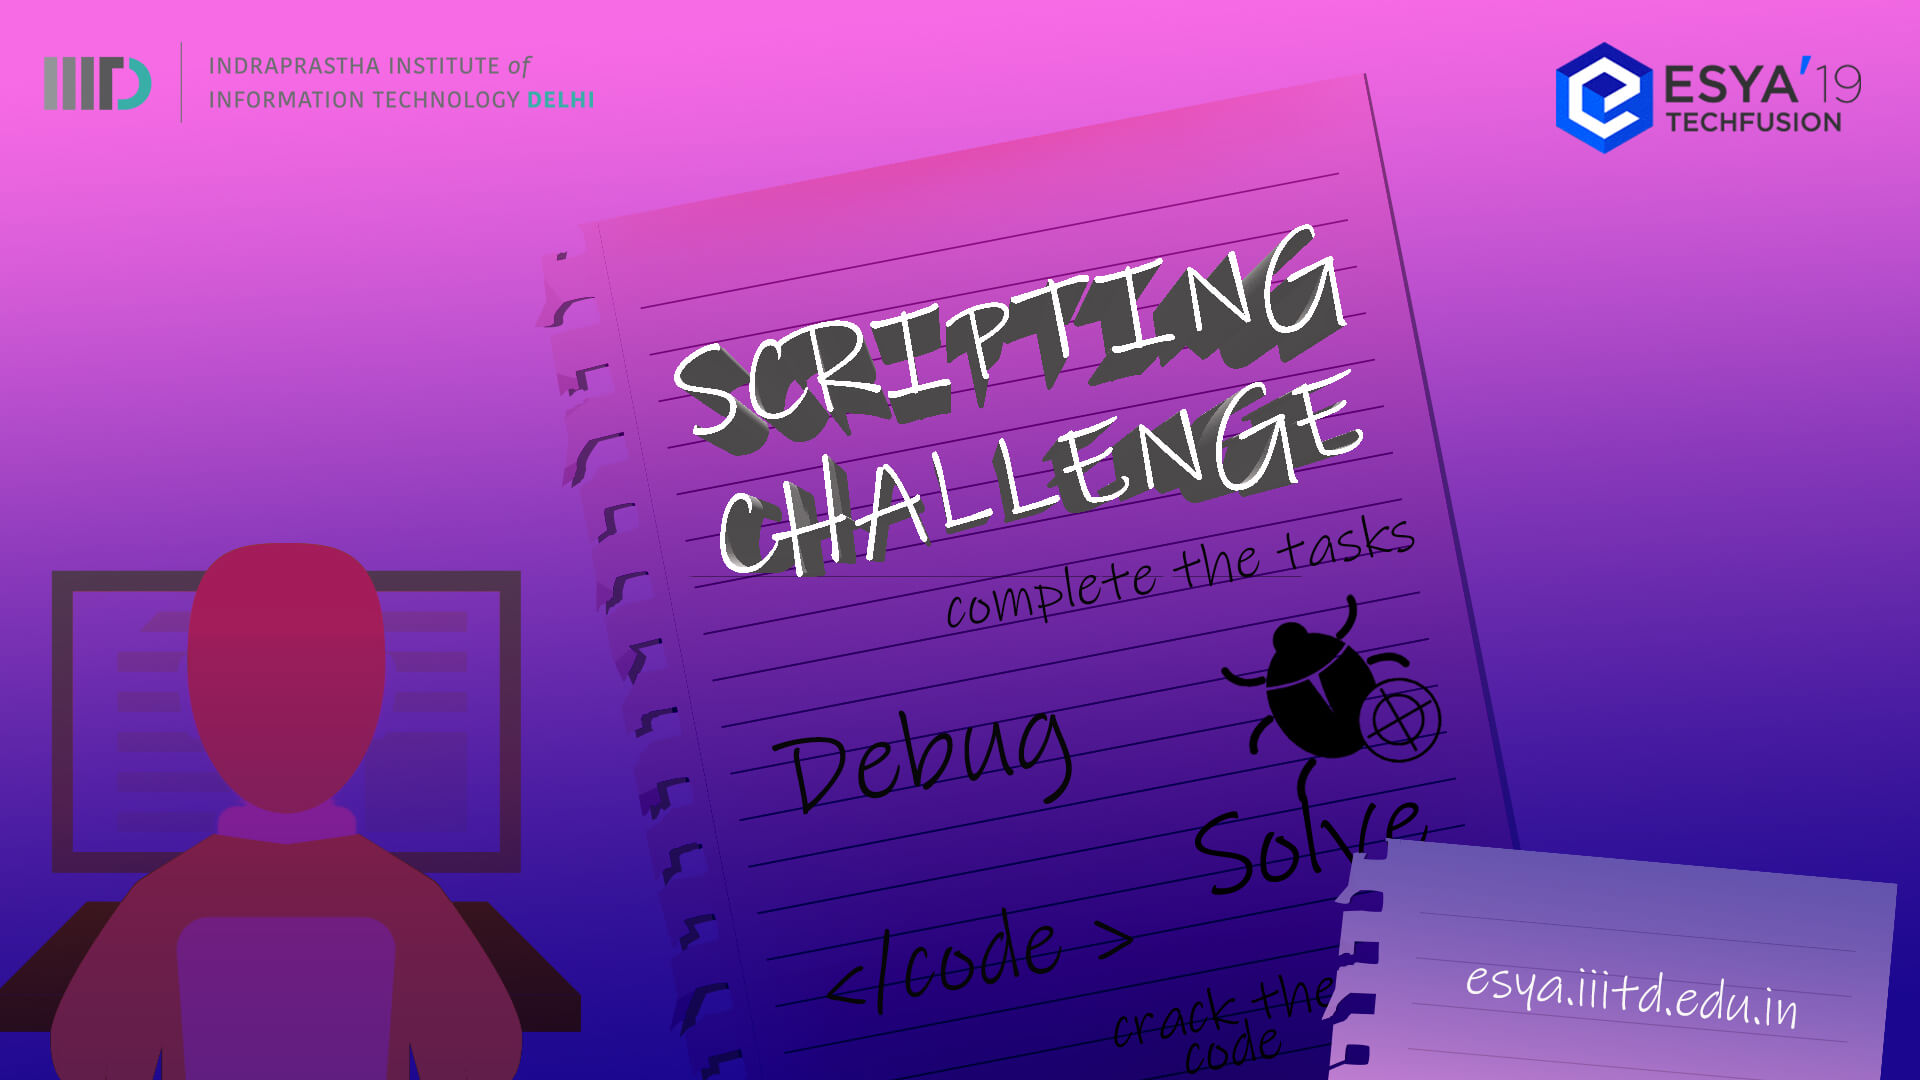 INDRAPRASTHA INSTITUTE of
INFORMATION TECHNOLOGY DELHI
ESYA'19
TECHFUSION
SCRIPTING
CHALLENGE
complete the tasks
Debug
Solve
</code >
crack the
code
esya.iiitd.edu.in